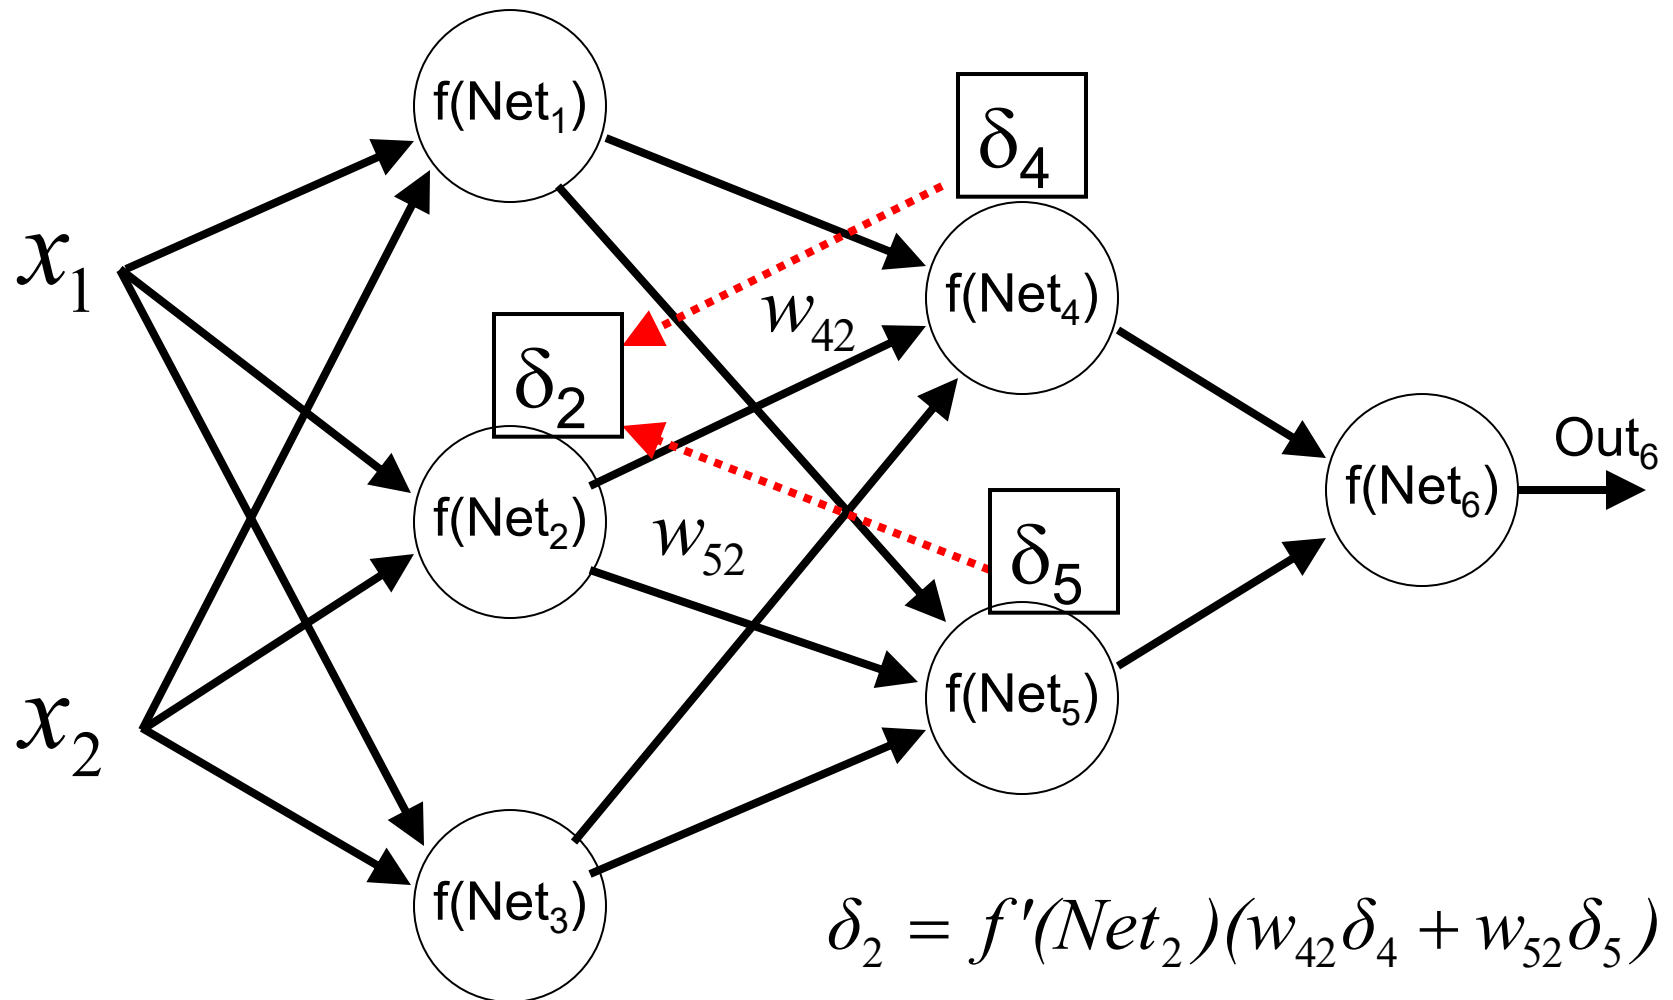 f(Net₁)
δ₄
x₁
f(Net₄)
w₄₂
δ₂
Out₆
f(Net₆)
f(Net₂)
w₅₂
δ₅
f(Net₅)
x₂
f(Net₃)
δ₂ = f'(Net₂)(w₄₂δ₄ + w₅₂δ₅)